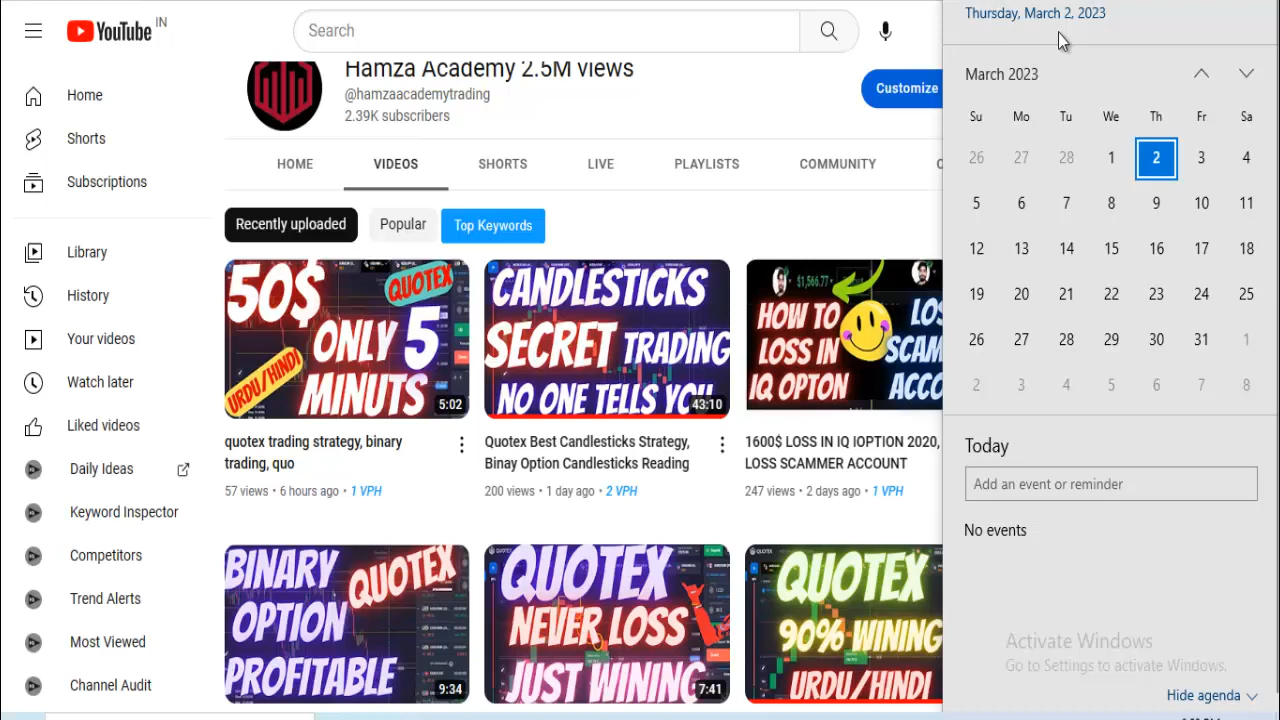 YouTube IN
Search
Home
Shorts
Subscriptions
Library
History
Your videos
Watch later
Liked videos
Daily Ideas
Keyword Inspector
Competitors
Trend Alerts
Most Viewed
Channel Audit
Hamza Academy 2.5M views
@hamzaacademytrading
2.39K subscribers
Customize
HOME VIDEOS SHORTS LIVE PLAYLISTS COMMUNITY
Recently uploaded Popular Top Keywords
50$
QUOTEX
ONLY 5
MINUTS
URDU/HINDI
5:02
quotex trading strategy, binary
trading, quo
57 views • 6 hours ago • 1 VPH
CANDLESTICKS
SECRET TRADING
NO ONE TELLS YOU
43:10
Quotex Best Candlesticks Strategy,
Binay Option Candlesticks Reading
200 views • 1 day ago • 2 VPH
$1,566.77
HOW TO
LOSS IN
IQ OPTON
LOS
SCAM
ACCO
1600$ LOSS IN IQ IOPTION 2020,
LOSS SCAMMER ACCOUNT
247 views • 2 days ago • 1 VPH
BINARY
OPTION
PROFITABLE
QUOTEX
9:34
QUOTEX
NEVER LOSS
JUST WINING
7:41
QUOTEX
90% WINING
URDU/HINDI
Thursday, March 2, 2023
March 2023
Su Mo Tu We Th Fr Sa
26 27 28 1 2 3 4
5 6 7 8 9 10 11
12 13 14 15 16 17 18
19 20 21 22 23 24 25
26 27 28 29 30 31 1
2 3 4 5 6 7 8
Today
Add an event or reminder
No events
Activate Windows
Go to Settings to activate Windows.
Hide agenda